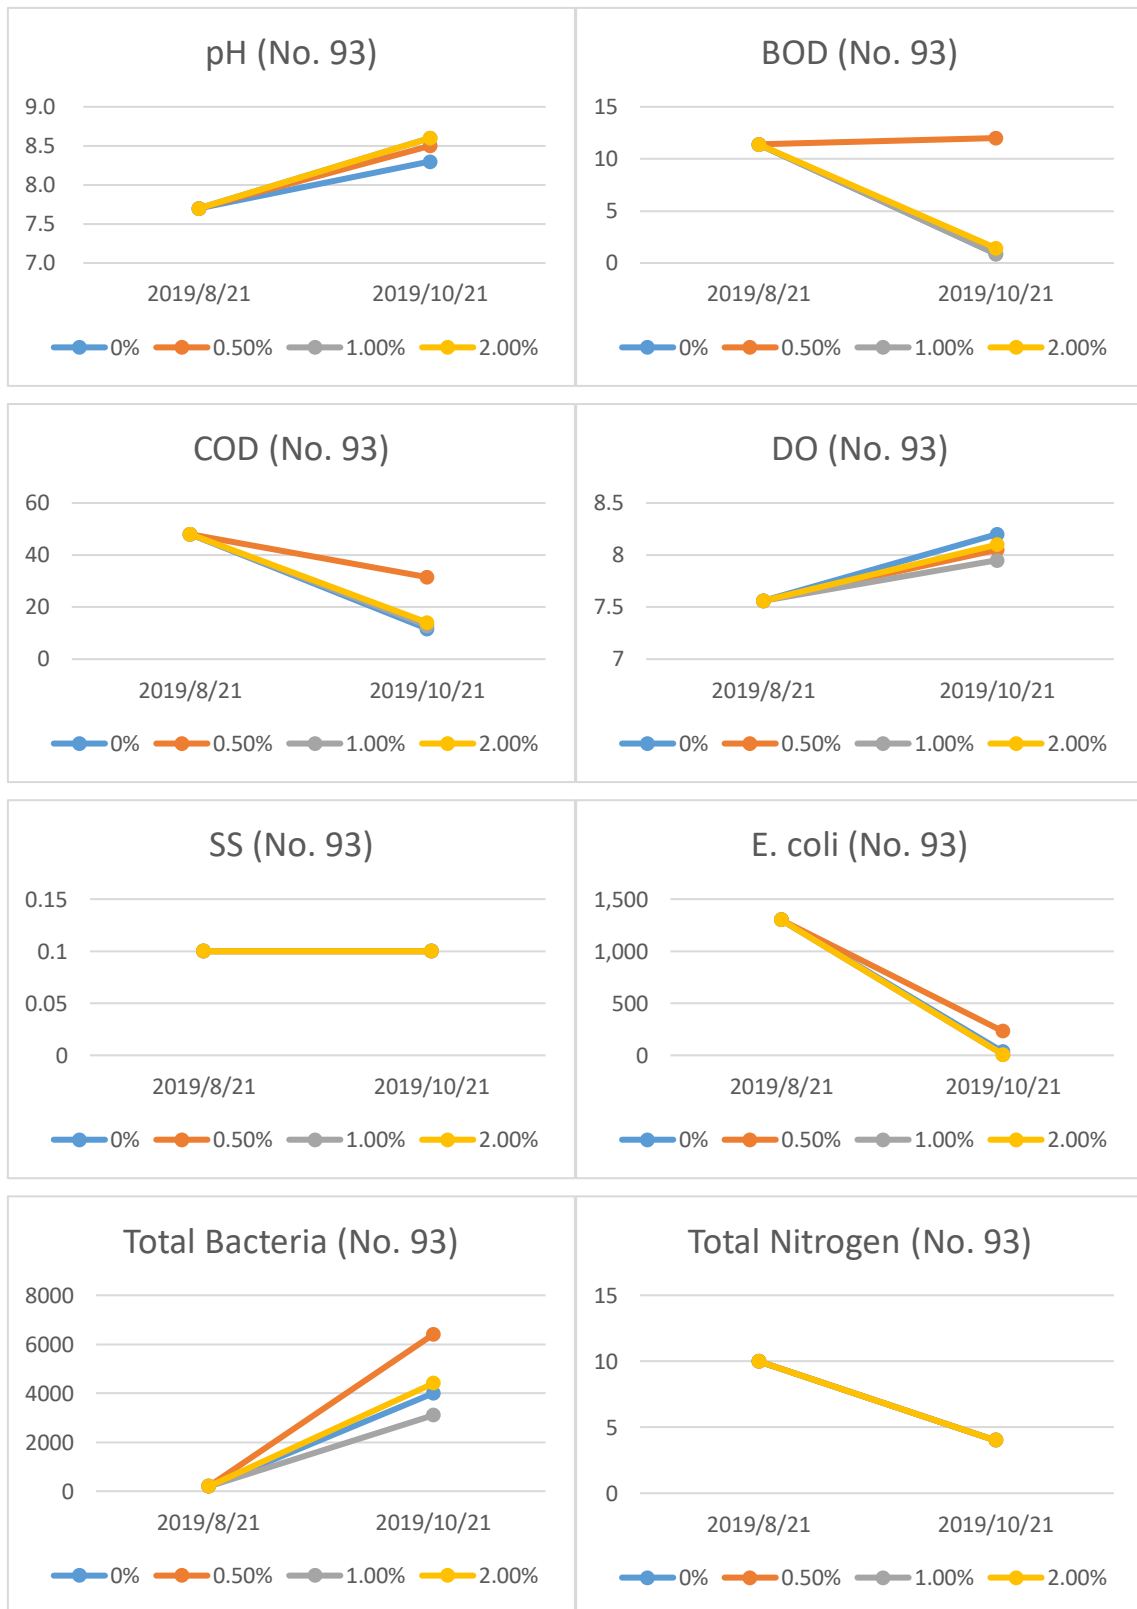 pH (No. 93)
9.0
8.5
8.0
7.5
7.0
2019/8/21 2019/10/21
0% 0.50% 1.00% 2.00%
BOD (No. 93)
15
10
5
0
2019/8/21 2019/10/21
0% 0.50% 1.00% 2.00%
COD (No. 93)
60
40
20
0
2019/8/21 2019/10/21
0% 0.50% 1.00% 2.00%
DO (No. 93)
8.5
8
7.5
7
2019/8/21 2019/10/21
0% 0.50% 1.00% 2.00%
SS (No. 93)
0.15
0.1
0.05
0
2019/8/21 2019/10/21
0% 0.50% 1.00% 2.00%
E. coli (No. 93)
1,500
1,000
500
0
2019/8/21 2019/10/21
0% 0.50% 1.00% 2.00%
Total Bacteria (No. 93)
8000
6000
4000
2000
0
2019/8/21 2019/10/21
0% 0.50% 1.00% 2.00%
Total Nitrogen (No. 93)
15
10
5
0
2019/8/21 2019/10/21
0% 0.50% 1.00% 2.00%